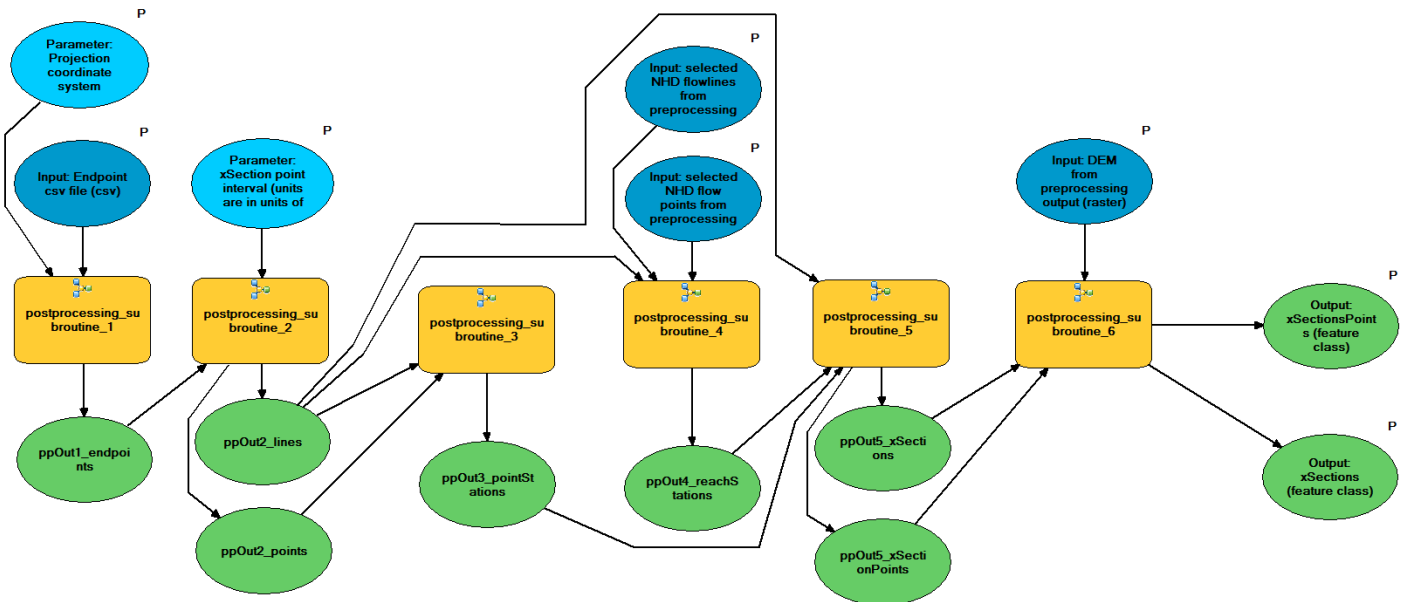 P
Parameter:
Projection
coordinate
system
P
Input: Endpoint
csv file (csv)
P
Parameter:
xSection point
interval (units
are in units of
P
Input: selected
NHD flowlines
from
preprocessing
P
Input: selected
NHD flow
points from
preprocessing
P
Input: DEM
from
preprocessing
output (raster)
postprocessing_su
broutine_1
postprocessing_su
broutine_2
postprocessing_su
broutine_3
postprocessing_su
broutine_4
postprocessing_su
broutine_5
postprocessing_su
broutine_6
P
Output:
xSectionsPoint
s (feature
class)
ppOut1_endpoi
nts
ppOut2_lines
ppOut3_pointSt
ations
ppOut4_reachS
tations
ppOut5_xSecti
ons
P
Output:
xSections
(feature class)
ppOut2_points
ppOut5_xSecti
onPoints